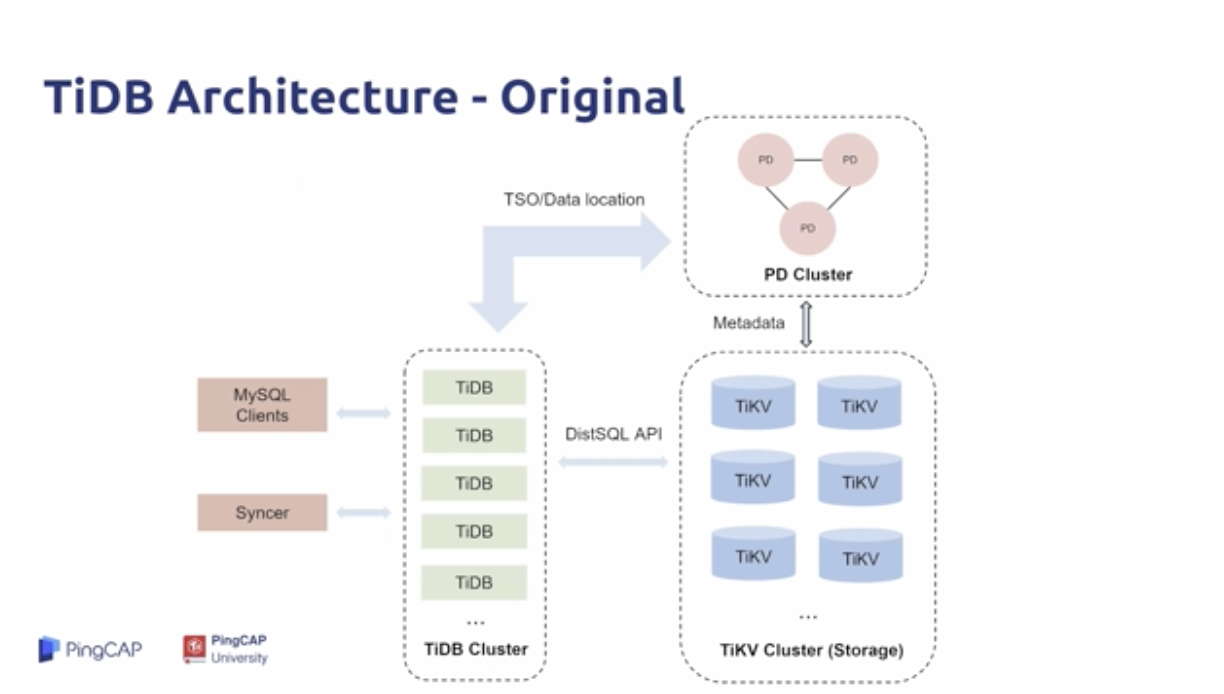 TiDB Architecture - Original
PD
PD
PD
PD Cluster
TSO/Data location
Metadata
MySQL
Clients
Syncer
TiDB
TiDB
TiDB
TiDB
TiDB
...
TiDB Cluster
DistSQL API
TiKV
TiKV
TiKV
TiKV
TiKV
TiKV
...
TiKV Cluster (Storage)
PingCAP
PingCAP
University